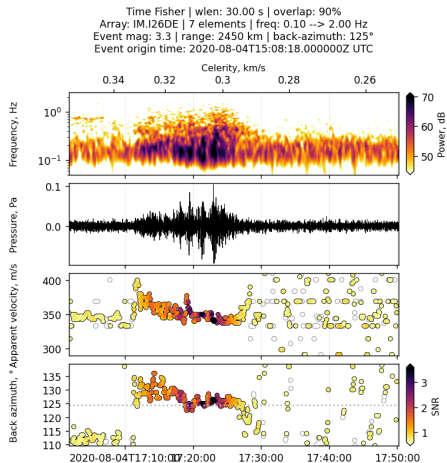 Time Fisher | wlen: 30.00 s | overlap: 90%
Array: IM.I26DE | 7 elements | freq: 0.10 --> 2.00 Hz
Event mag: 3.3 | range: 2450 km | back-azimuth: 125°
Event origin time: 2020-08-04T15:08:18.000000Z UTC
Celerity, km/s
0.34 0.32 0.3 0.28 0.26
Frequency, Hz
10⁰
10⁻¹
70
60
50
Power, dB
Pressure, Pa
0.1
0.0
Apparent velocity, m/s
400
350
300
Back azimuth, °
135
130
125
120
115
110
3
2
1
SNR
2020-08-04T17:10:00 17:20:00 17:30:00 17:40:00 17:50:00